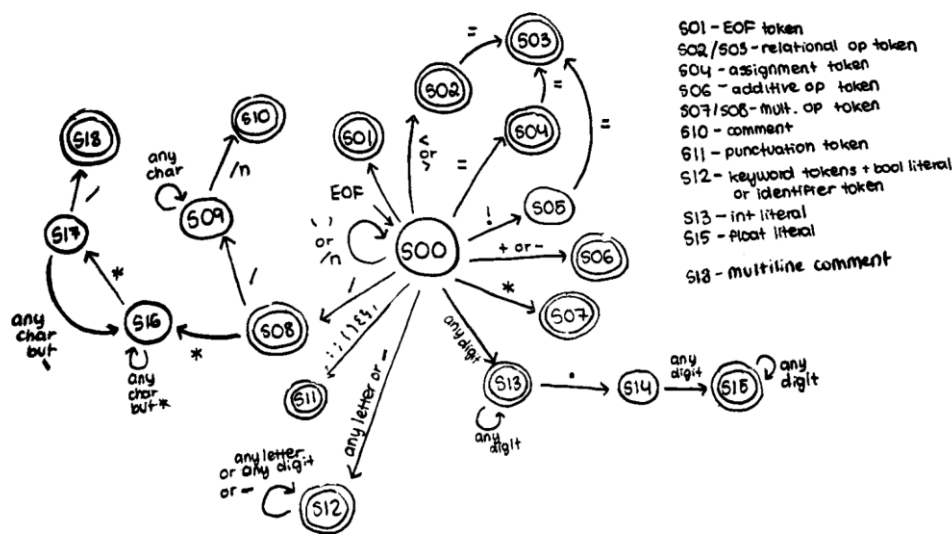 S01 - EOF token
S02/S03 - relational op token
S04 - assignment token
S06 - additive op token
S07/S08 - mult. op token
S10 - comment
S11 - punctuation token
S12 - keyword tokens + bool literal
or identifier token
S13 - int literal
S15 - float literal
S18 - multiline comment
S18
/
S17
any
char
but
\
*
S16
any
char
but *
*
any
char
S09
/n
S10
/
S08
/
S01
EOF
' '
or
/n
S00
<
or
>
S02
=
S03
=
S04
=
!
S05
=
+ or -
S06
*
S07
: ; , ( ) { } ,
S11
any letter or _
S12
any letter
or any digit
or _
any digit
S13
any
digit
.
S14
any
digit
S15
any
digit